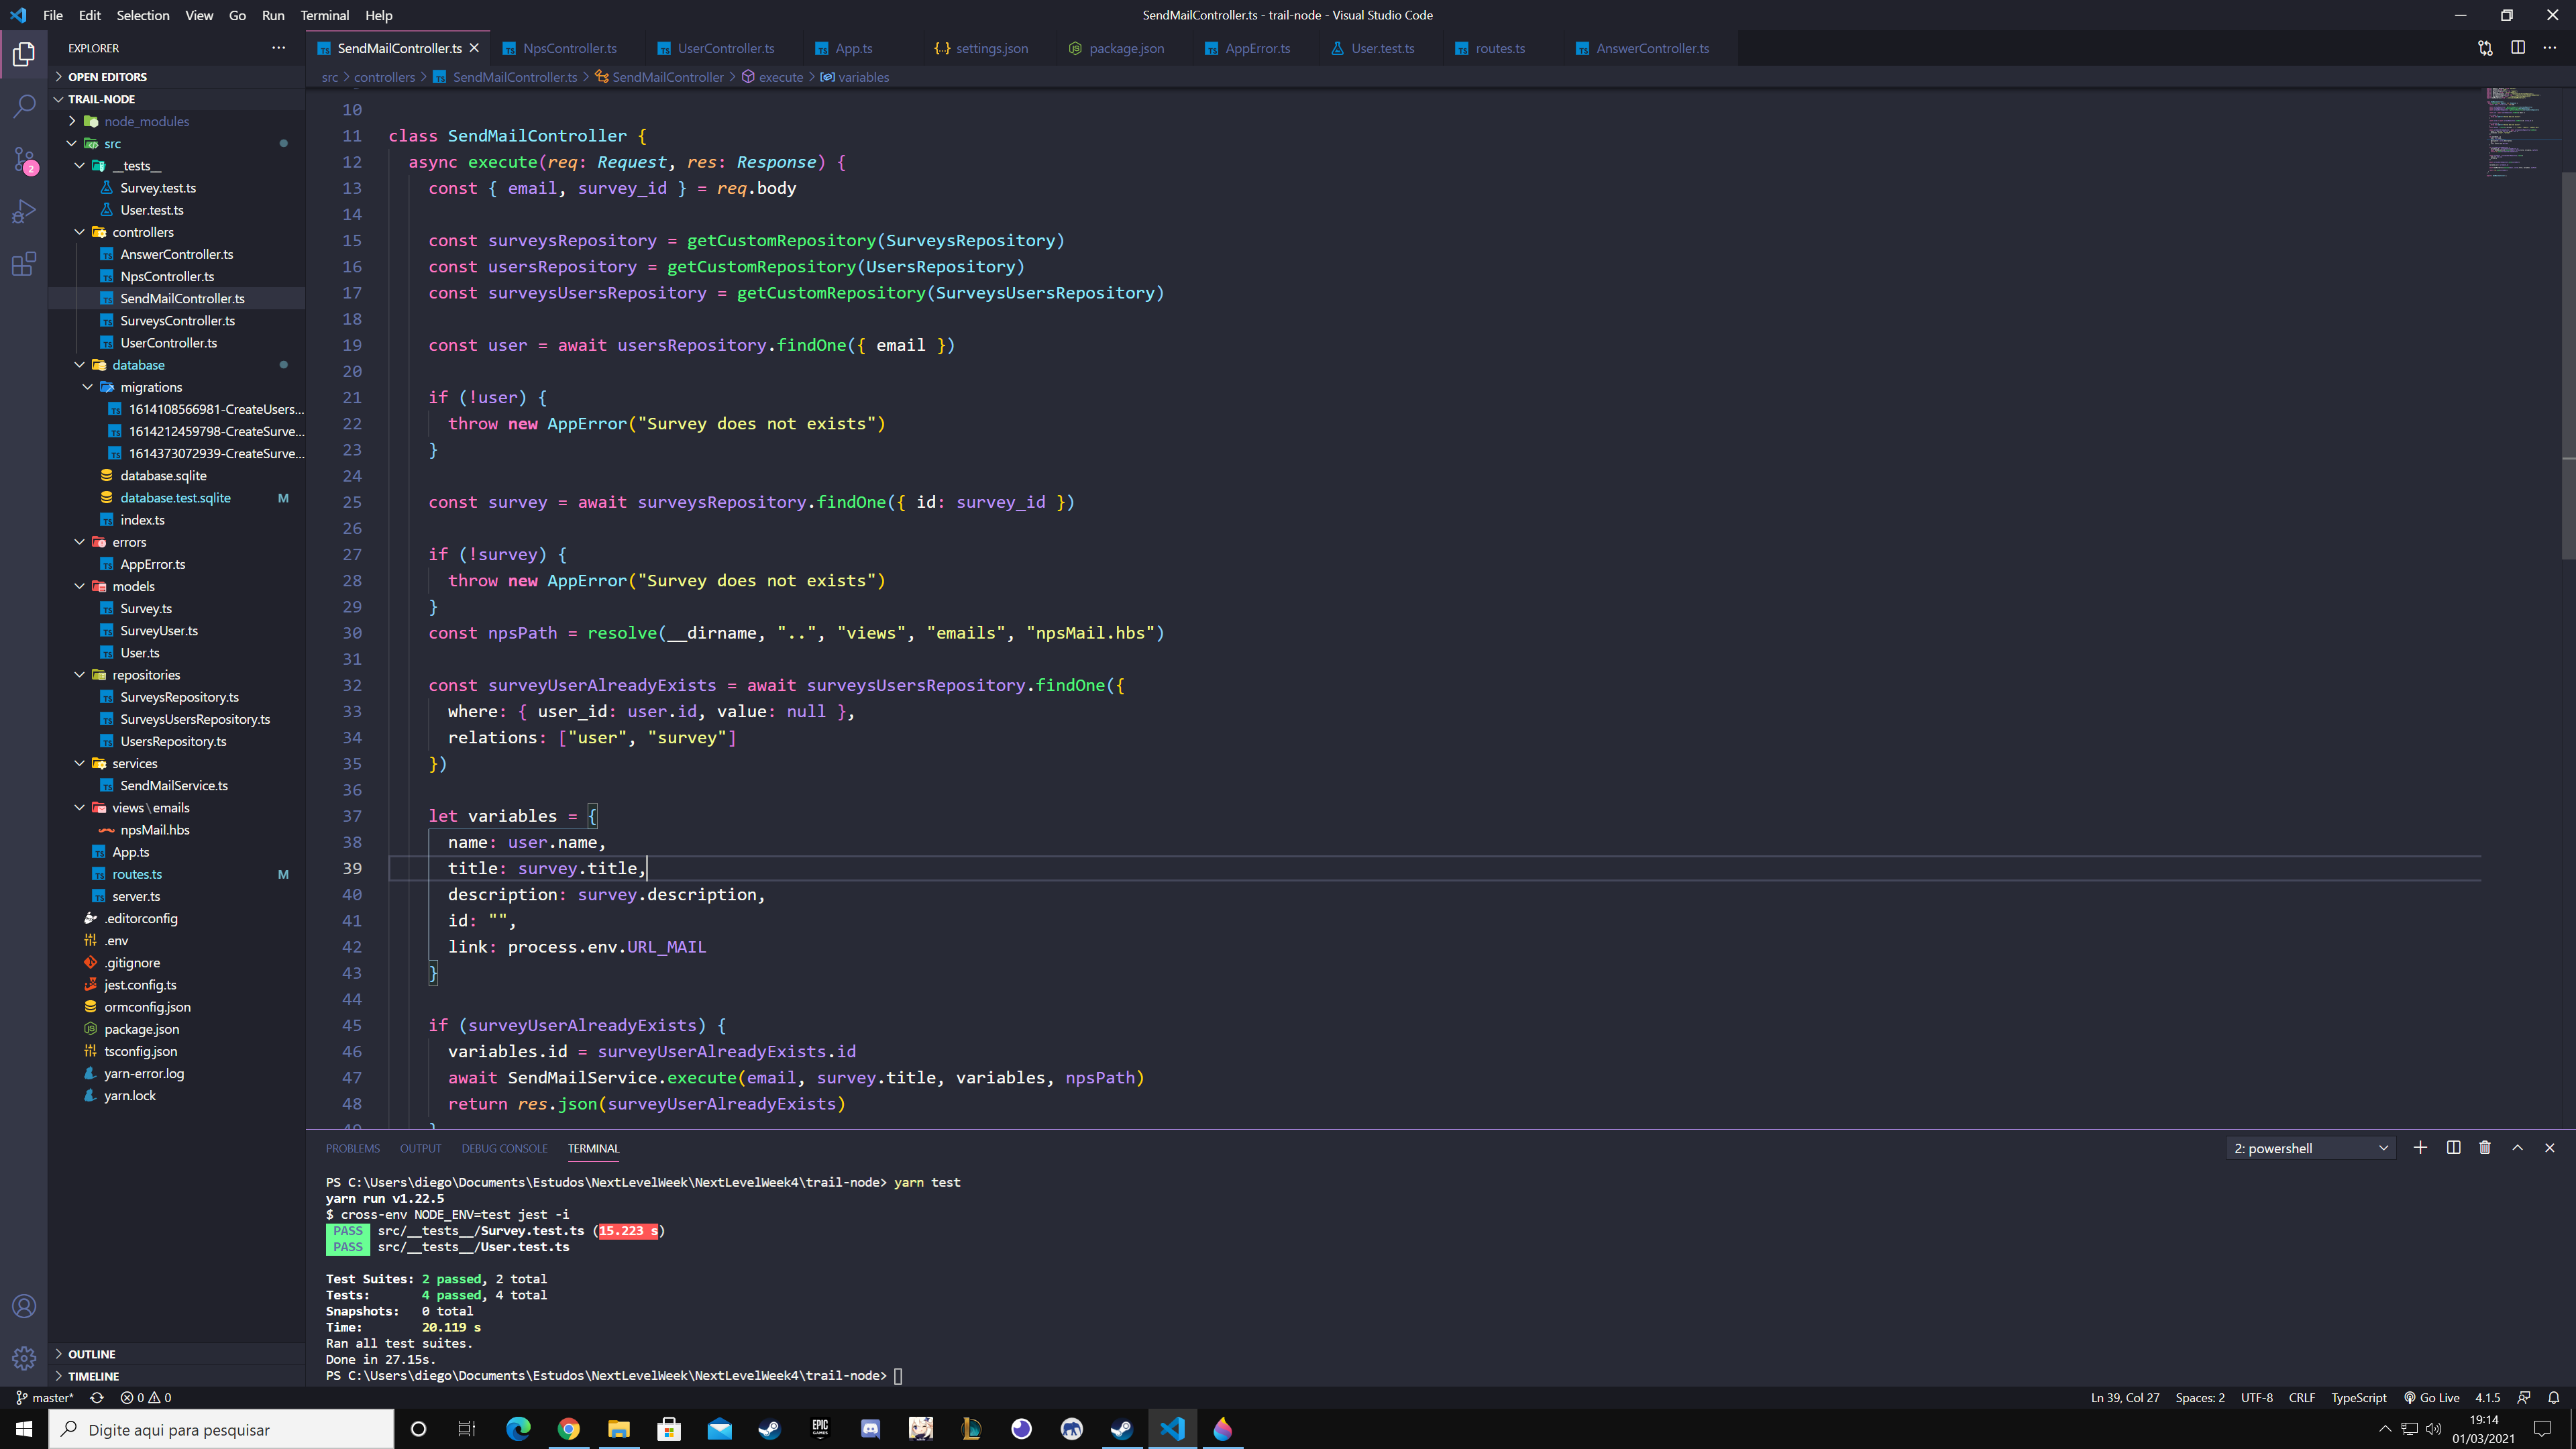 File Edit Selection View Go Run Terminal Help
SendMailController.ts - trail-node - Visual Studio Code
EXPLORER
OPEN EDITORS
TRAIL-NODE
node_modules
src
__tests__
Survey.test.ts
User.test.ts
controllers
AnswerController.ts
NpsController.ts
SendMailController.ts
SurveysController.ts
UserController.ts
database
migrations
1614108566981-CreateUsers...
1614212459798-CreateSurve...
1614373072939-CreateSurve...
database.sqlite
database.test.sqlite M
index.ts
errors
AppError.ts
models
Survey.ts
SurveyUser.ts
User.ts
repositories
SurveysRepository.ts
SurveysUsersRepository.ts
UsersRepository.ts
services
SendMailService.ts
views\emails
npsMail.hbs
App.ts
routes.ts M
server.ts
.editorconfig
.env
.gitignore
jest.config.ts
ormconfig.json
package.json
tsconfig.json
yarn-error.log
yarn.lock
OUTLINE
TIMELINE
2
SendMailController.ts NpsController.ts UserController.ts App.ts settings.json package.json AppError.ts User.test.ts routes.ts AnswerController.ts
src > controllers > SendMailController.ts > SendMailController > execute > variables
10
11 class SendMailController {
12 async execute(req: Request, res: Response) {
13 const { email, survey_id } = req.body
14
15 const surveysRepository = getCustomRepository(SurveysRepository)
16 const usersRepository = getCustomRepository(UsersRepository)
17 const surveysUsersRepository = getCustomRepository(SurveysUsersRepository)
18
19 const user = await usersRepository.findOne({ email })
20
21 if (!user) {
22 throw new AppError("Survey does not exists")
23 }
24
25 const survey = await surveysRepository.findOne({ id: survey_id })
26
27 if (!survey) {
28 throw new AppError("Survey does not exists")
29 }
30 const npsPath = resolve(__dirname, "..", "views", "emails", "npsMail.hbs")
31
32 const surveyUserAlreadyExists = await surveysUsersRepository.findOne({
33 where: { user_id: user.id, value: null },
34 relations: ["user", "survey"]
35 })
36
37 let variables = {
38 name: user.name,
39 title: survey.title,
40 description: survey.description,
41 id: "",
42 link: process.env.URL_MAIL
43 }
44
45 if (surveyUserAlreadyExists) {
46 variables.id = surveyUserAlreadyExists.id
47 await SendMailService.execute(email, survey.title, variables, npsPath)
48 return res.json(surveyUserAlreadyExists)
PROBLEMS OUTPUT DEBUG CONSOLE TERMINAL
2: powershell
PS C:\Users\diego\Documents\Estudos\NextLevelWeek\NextLevelWeek4\trail-node> yarn test
yarn run v1.22.5
$ cross-env NODE_ENV=test jest -i
PASS src/__tests__/Survey.test.ts (15.223 s)
PASS src/__tests__/User.test.ts
Test Suites: 2 passed, 2 total
Tests: 4 passed, 4 total
Snapshots: 0 total
Time: 20.119 s
Ran all test suites.
Done in 27.15s.
PS C:\Users\diego\Documents\Estudos\NextLevelWeek\NextLevelWeek4\trail-node>
master* 0 0
Ln 39, Col 27 Spaces: 2 UTF-8 CRLF TypeScript Go Live 4.1.5
Digite aqui para pesquisar
EPIC GAMES
19:14
01/03/2021